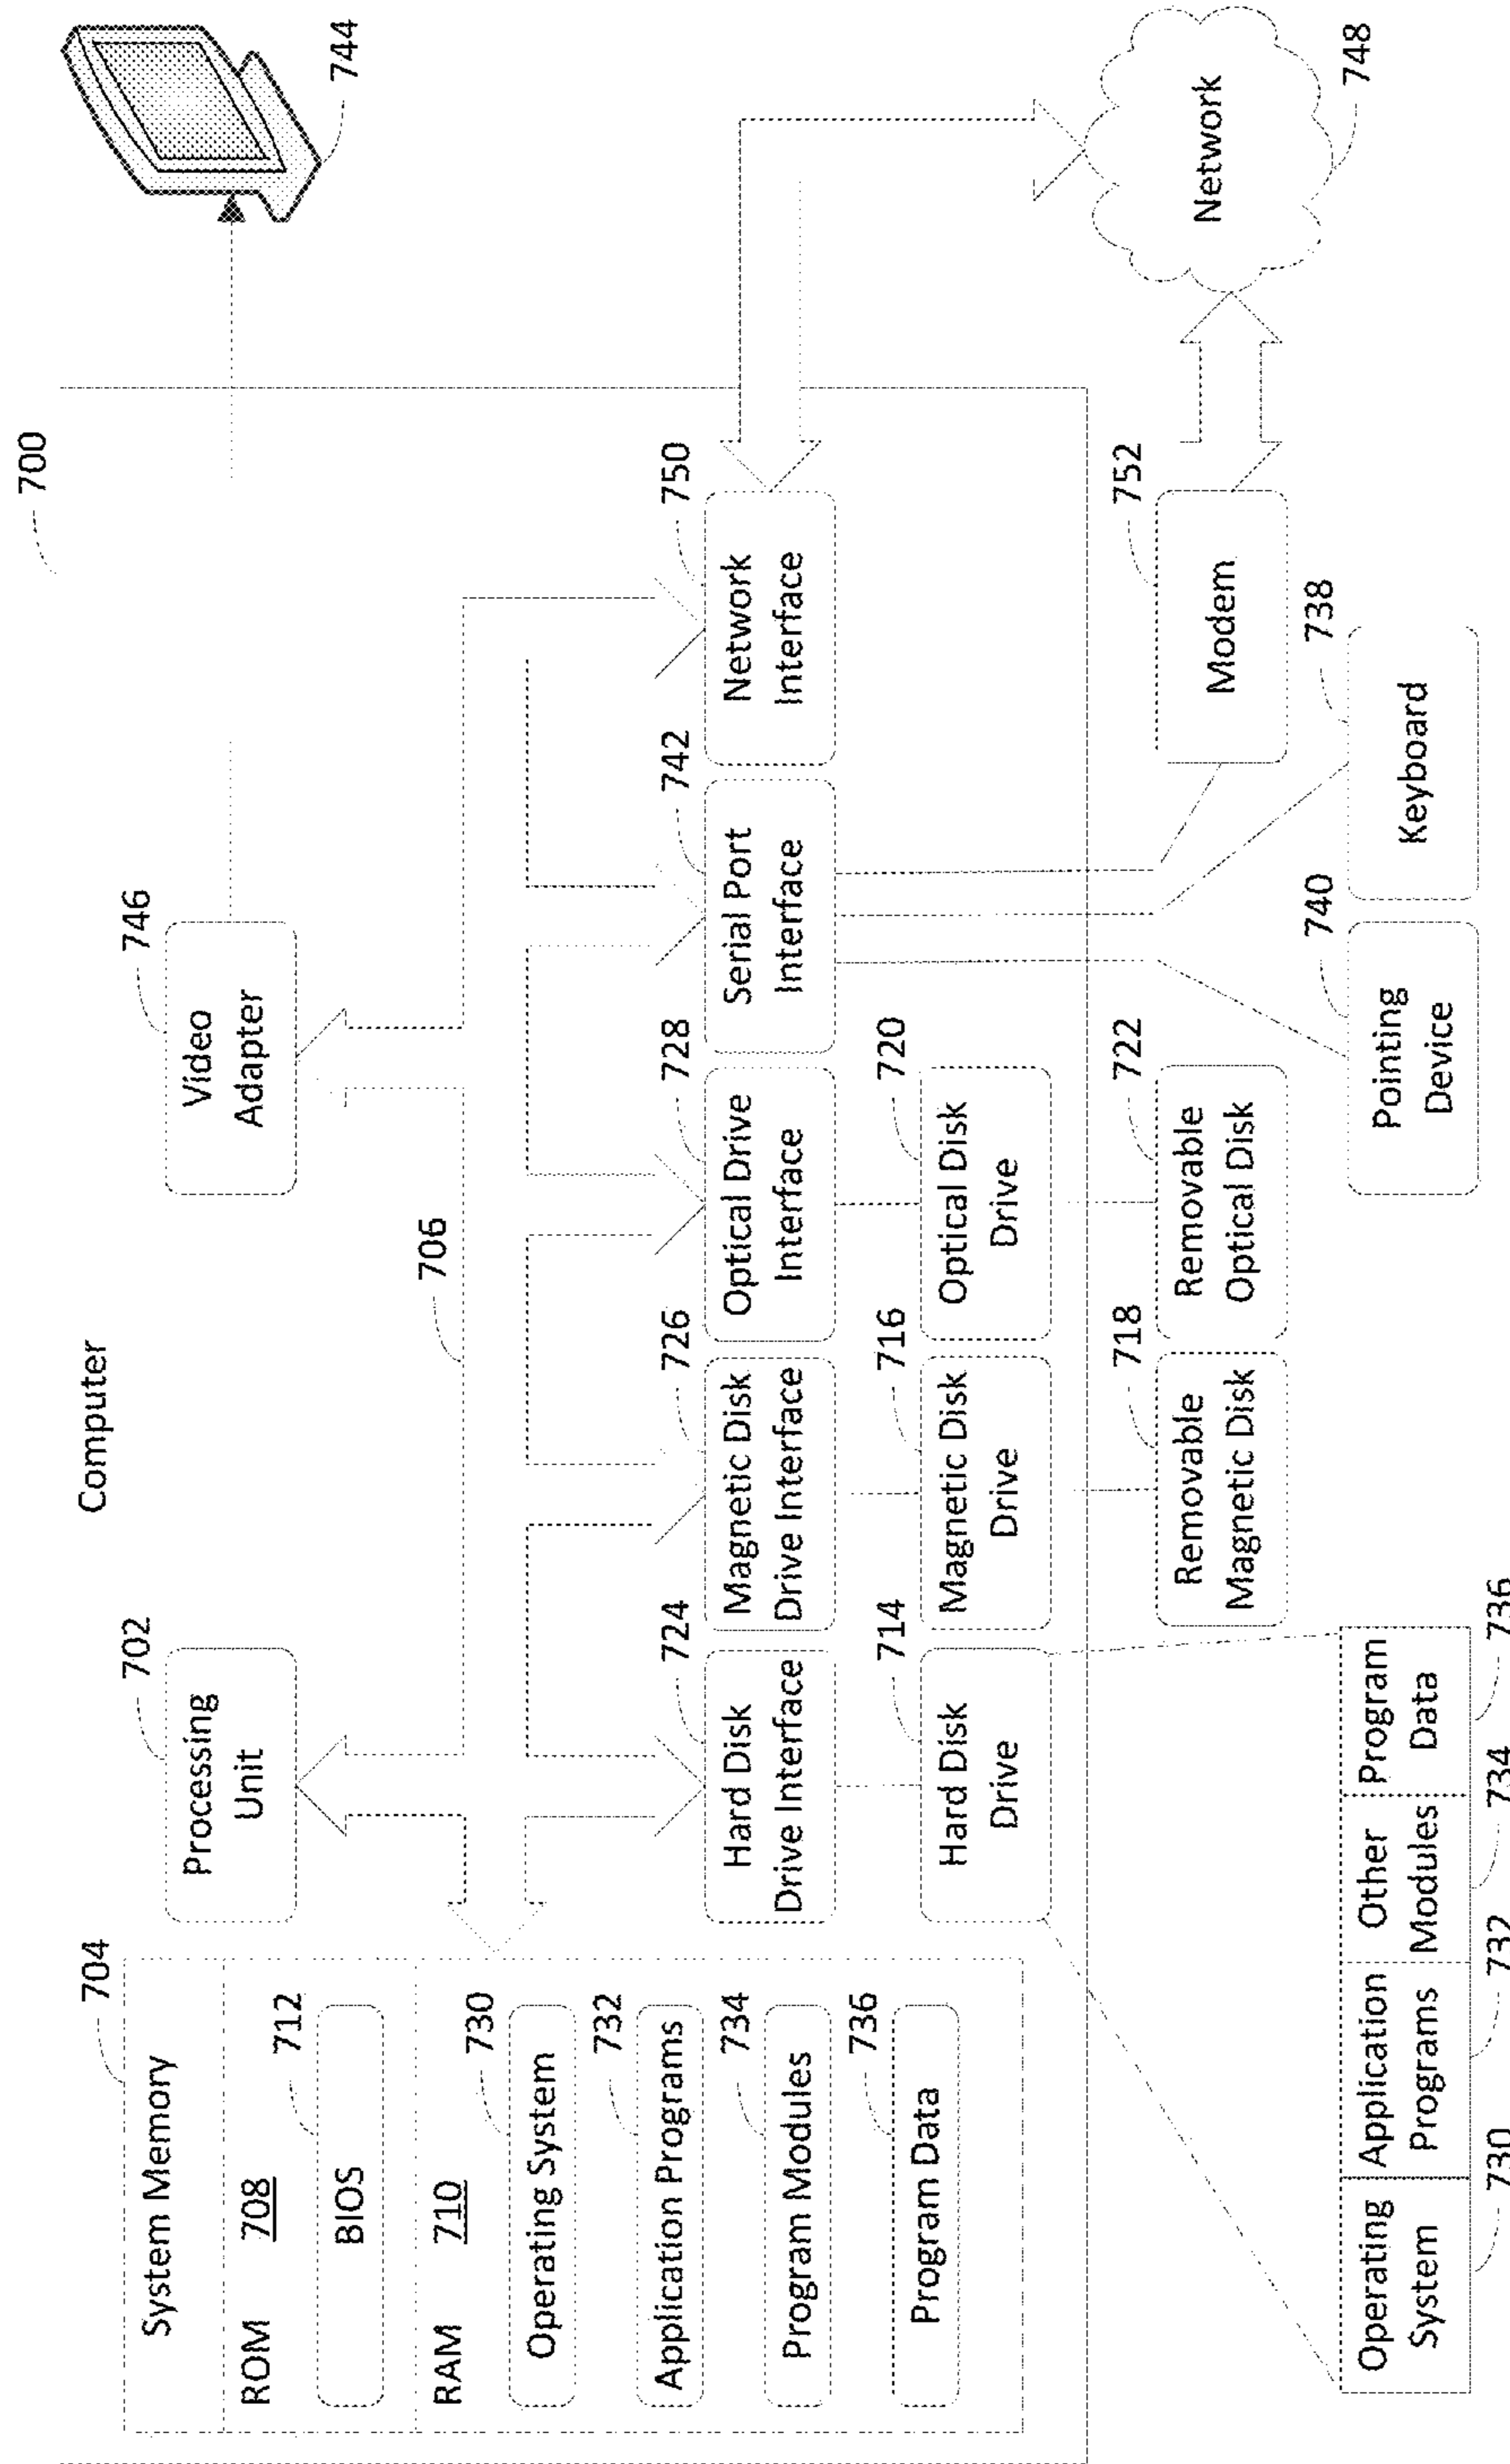 700
Computer
704
System Memory
ROM 708
712
BIOS
RAM 710
730
Operating System
732
Application Programs
734
Program Modules
736
Program Data
702
Processing
Unit
746
Video
Adapter
744
706
724
Hard Disk
Drive Interface
726
Magnetic Disk
Drive Interface
728
Optical Drive
Interface
742
Serial Port
Interface
750
Network
Interface
714
Hard Disk
Drive
716
Magnetic Disk
Drive
720
Optical Disk
Drive
718
Removable
Magnetic Disk
722
Removable
Optical Disk
752
Modem
Network
748
740
Pointing
Device
738
Keyboard
Operating
System
Application
Programs
Other
Modules
Program
Data
730
732
734
736